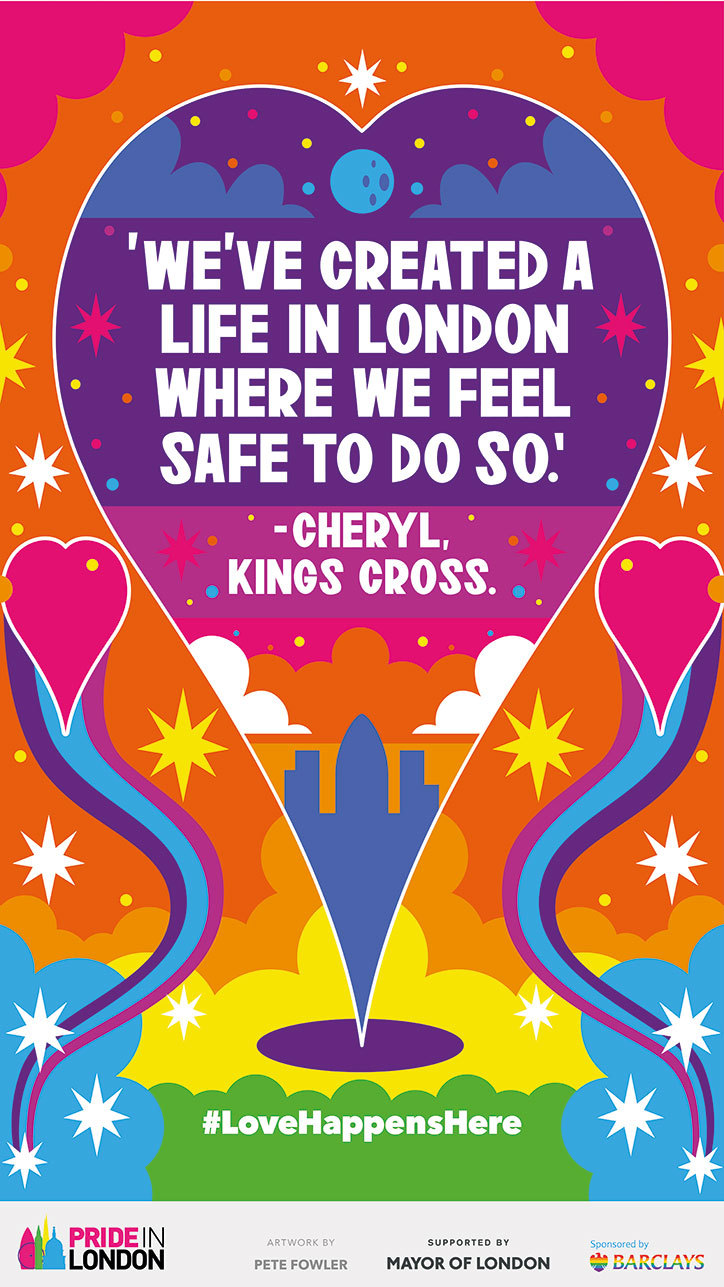 'WE'VE CREATED A
LIFE IN LONDON
WHERE WE FEEL
SAFE TO DO SO.'
-CHERYL,
KINGS CROSS.
#LoveHappensHere
PRIDE IN
LONDON
ARTWORK BY
PETE FOWLER
SUPPORTED BY
MAYOR OF LONDON
Sponsored by
BARCLAYS